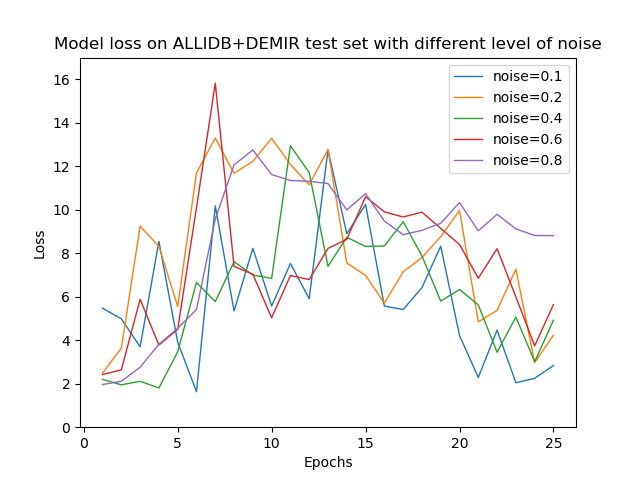 Model loss on ALLIDB+DEMIR test set with different level of noise
noise=0.1
noise=0.2
noise=0.4
noise=0.6
noise=0.8
Loss
16
14
12
10
8
6
4
2
0
0 5 10 15 20 25
Epochs